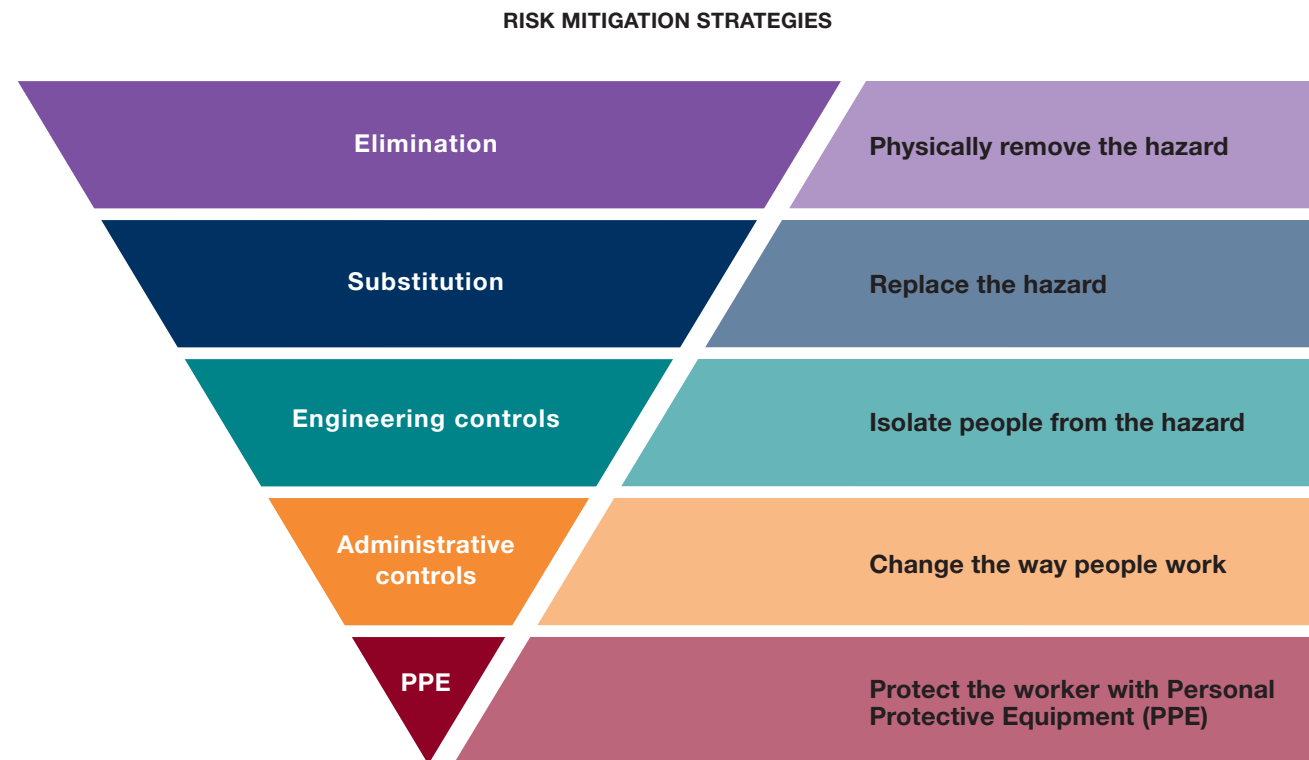 RISK MITIGATION STRATEGIES
Elimination
Physically remove the hazard
Substitution
Replace the hazard
Engineering controls
Isolate people from the hazard
Administrative
controls
Change the way people work
PPE
Protect the worker with Personal
Protective Equipment (PPE)